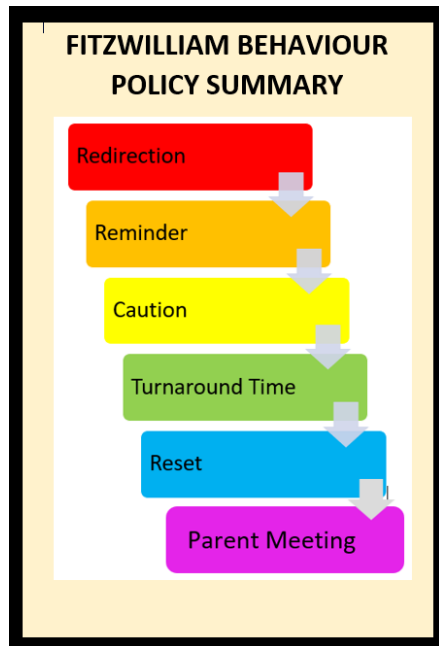 FITZWILLIAM BEHAVIOUR
POLICY SUMMARY
Redirection
Reminder
Caution
Turnaround Time
Reset
Parent Meeting